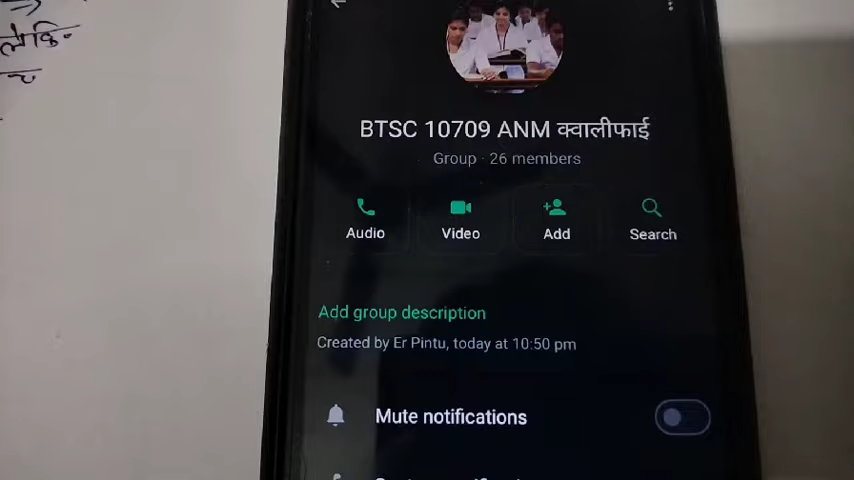 लेकि-
BTSC 10709 ANM क्वालीफाई
Group · 26 members
Audio
Video
Add
Search
Add group description
Created by Er Pintu, today at 10:50 pm
Mute notifications